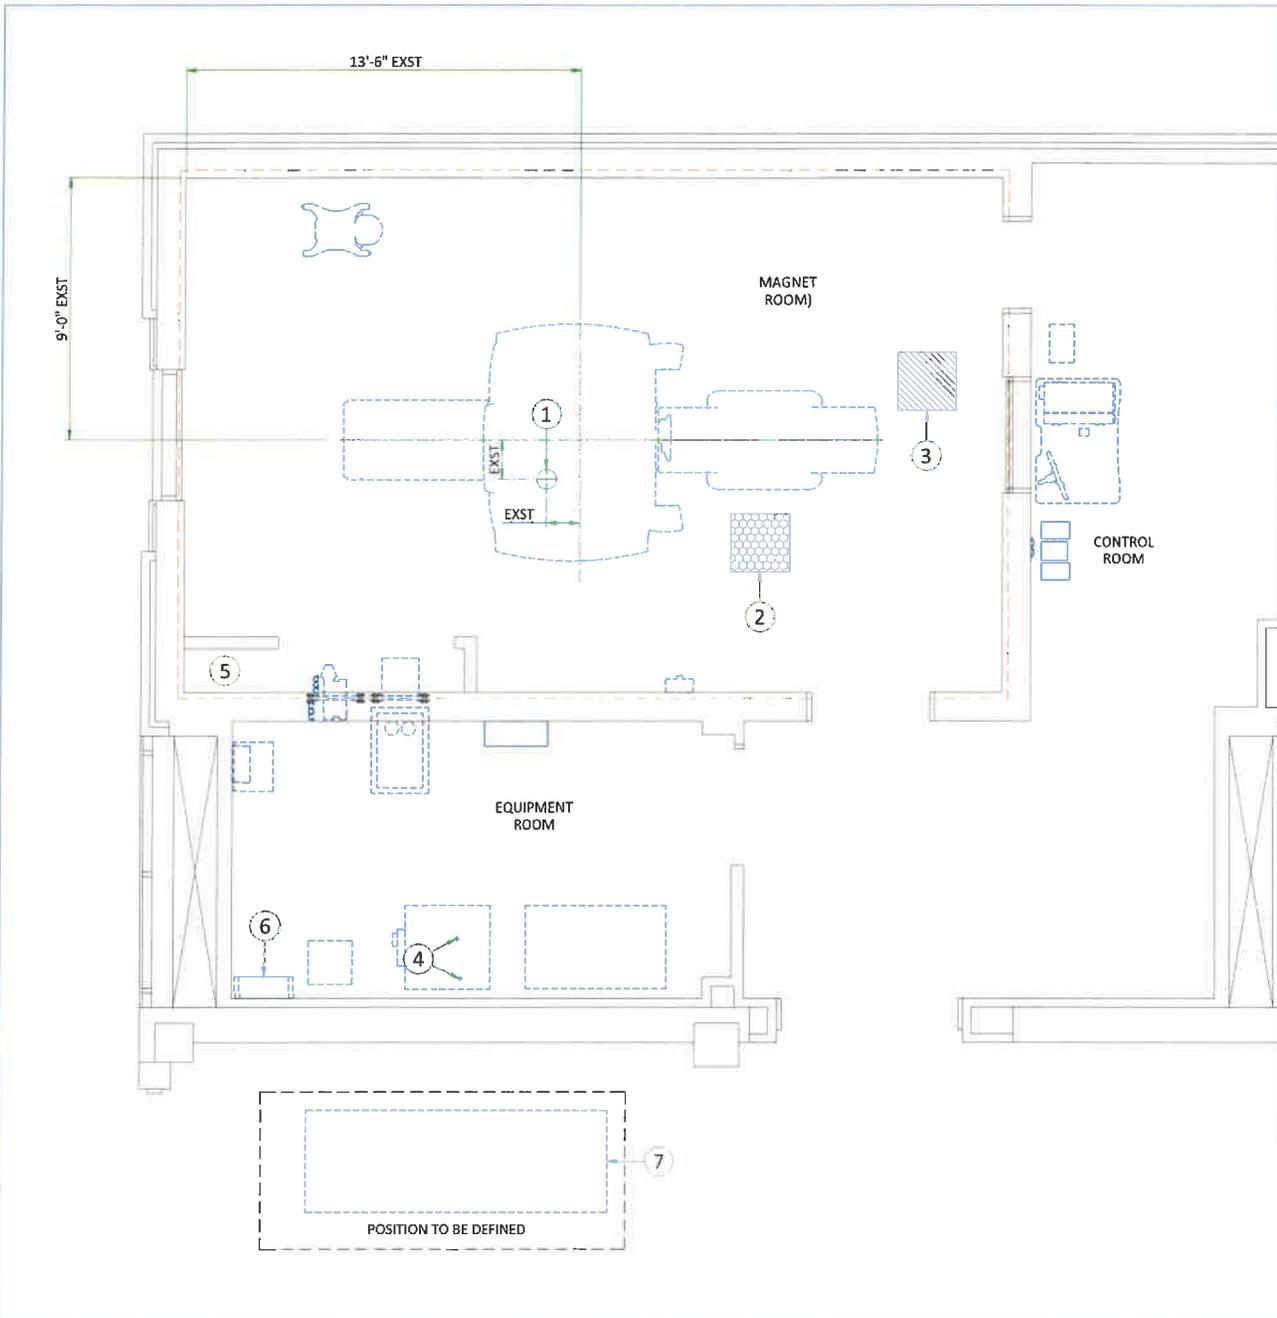 13'-6" EXST
9'-0" EXST
MAGNET
ROOM)
1
EXST
EXST
3
2
CONTROL
ROOM
5
EQUIPMENT
ROOM
6
4
7
POSITION TO BE DEFINED